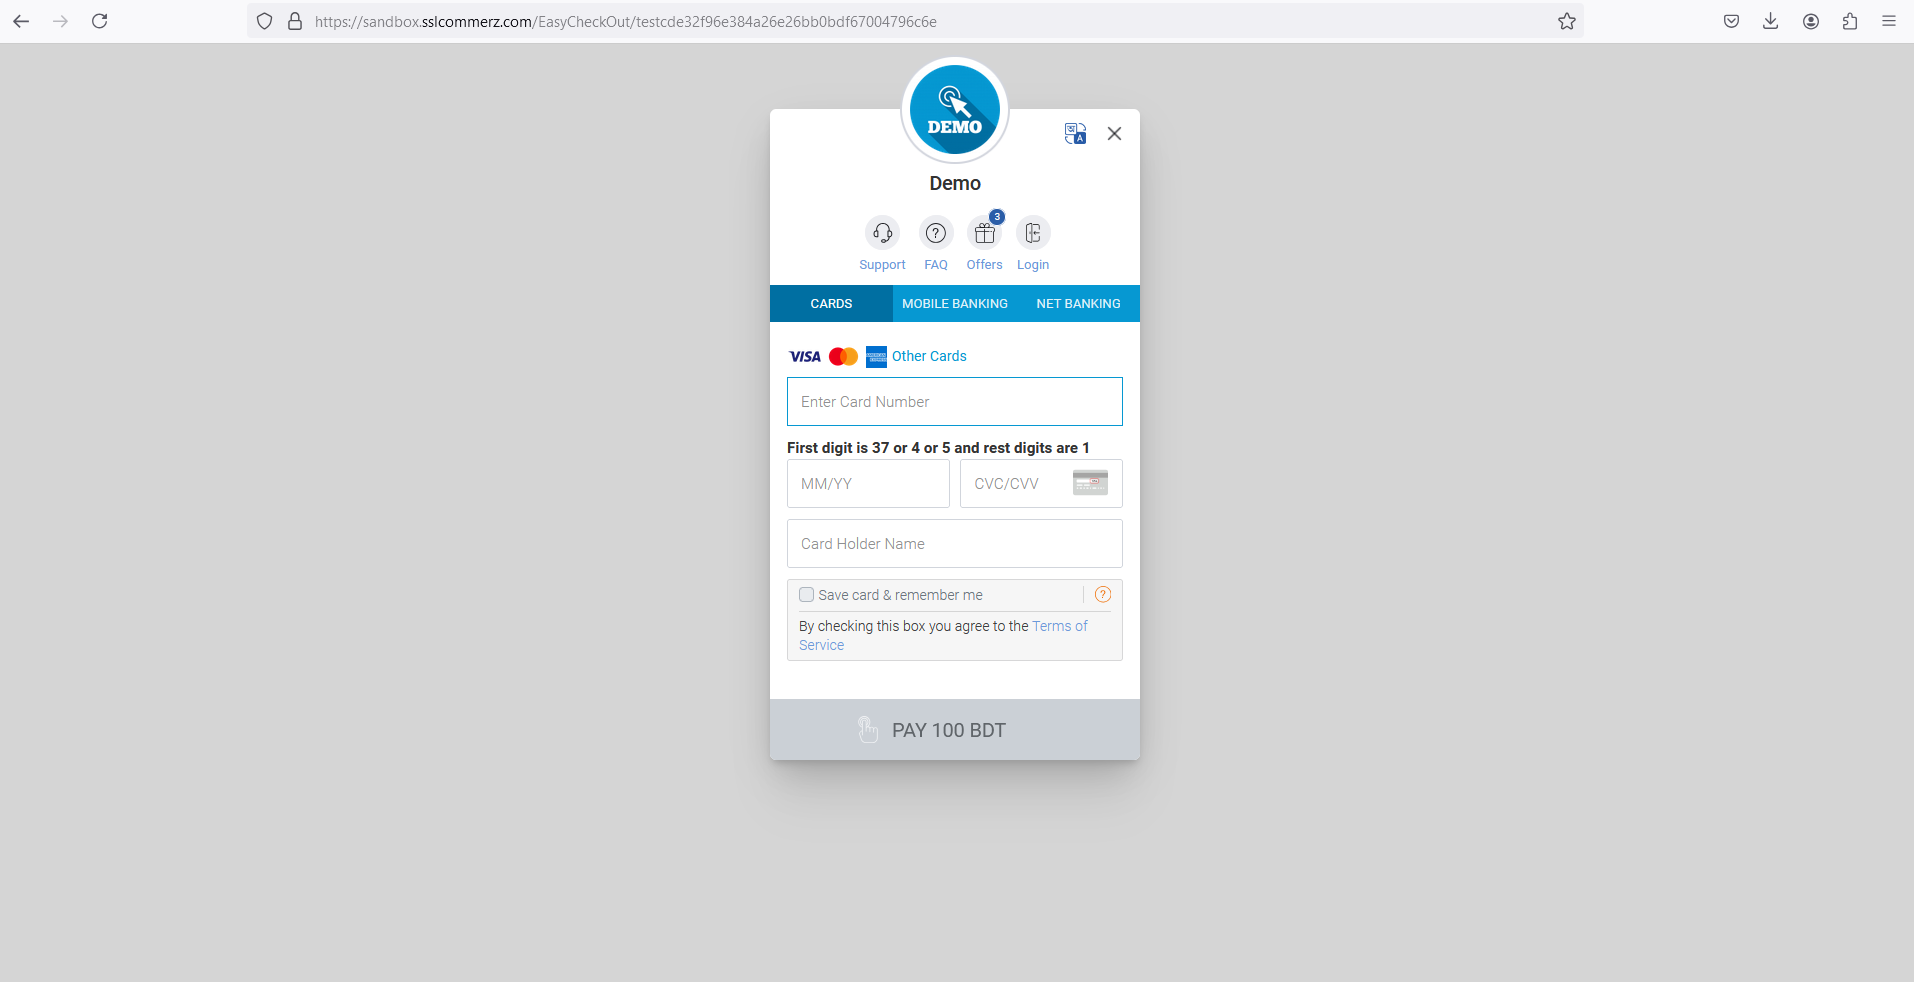 https://sandbox.sslcommerz.com/EasyCheckOut/testcde32f96e384a26e26bb0bdf67004796c6e
DEMO
অ
A
Demo
3
Support FAQ Offers Login
CARDS MOBILE BANKING NET BANKING
VISA Other Cards
Enter Card Number
First digit is 37 or 4 or 5 and rest digits are 1
MM/YY CVC/CVV
Card Holder Name
Save card & remember me ?
By checking this box you agree to the Terms of
Service
PAY 100 BDT